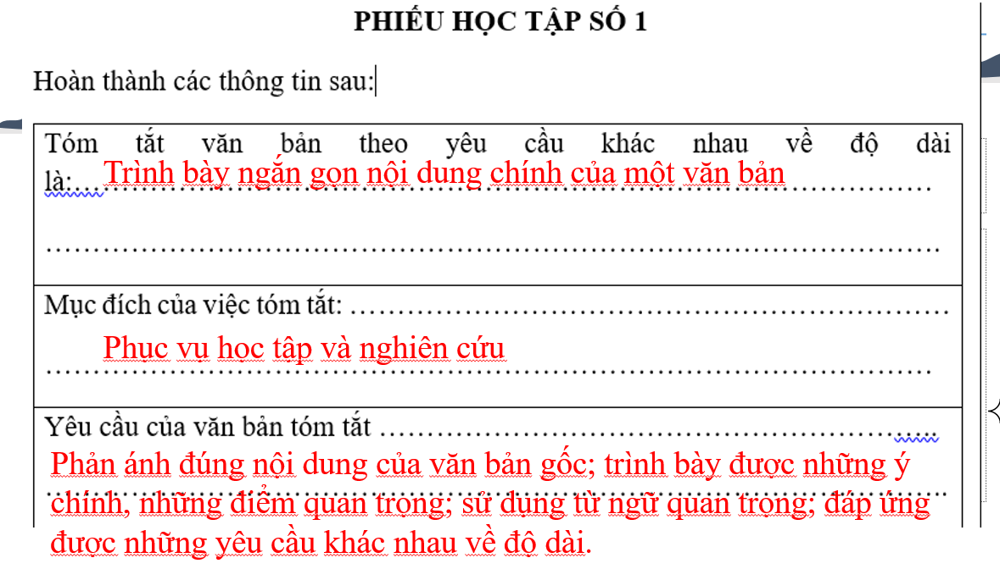 PHIẾU HỌC TẬP SỐ 1
Hoàn thành các thông tin sau:
Tóm tắt văn bản theo yêu cầu khác nhau về độ dài
là:... Trình bày ngắn gọn nội dung chính của một văn bản
Mục đích của việc tóm tắt: ....................
Phục vụ học tập và nghiên cứu
Yêu cầu của văn bản tóm tắt ....................
Phản ánh đúng nội dung của văn bản gốc; trình bày được những ý
chính, những điểm quan trọng; sử dụng từ ngữ quan trọng; đáp ứng
được những yêu cầu khác nhau về độ dài.